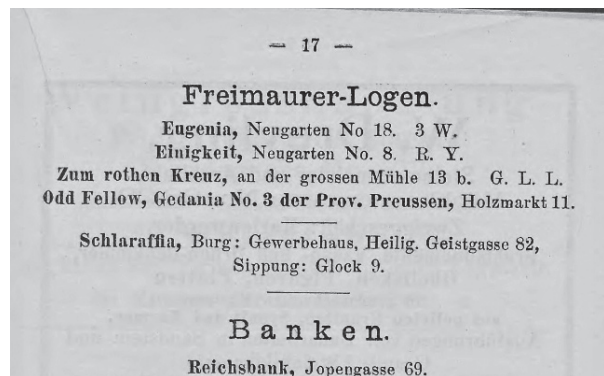 — 17 —
Freimaurer-Logen.
Eugenia, Neugarten No 18. 3 W.
Einigkeit, Neugarten No. 8. R. Y.
Zum rothen Kreuz, an der grossen Mühle 13 b. G. L. L.
Odd Fellow, Gedania No. 3 der Prov. Preussen, Holzmarkt 11.
Schlaraffia, Burg: Gewerbehaus, Heilig. Geistgasse 82,
Sippung: Glock 9.
Banken.
Reichsbank, Jopengasse 69.